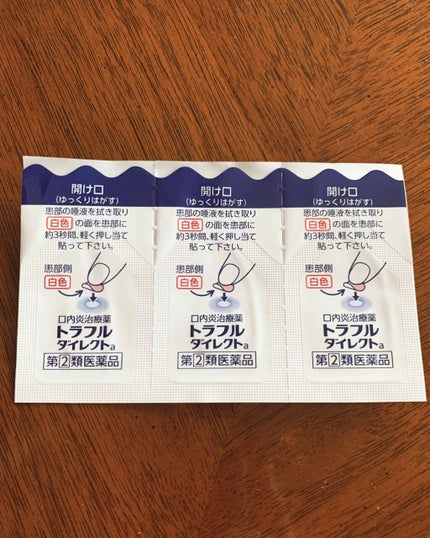 開け口
(ゆっくりはがす)
患部の唾液を拭き取り
白色 の面を患部に
約3秒間、軽く押し当て
貼って下さい。
患部側
白色
口内炎治療薬
トラフル
ダイレクトa
第②類医薬品
開け口
(ゆっくりはがす)
患部の唾液を拭き取り
白色 の面を患部に
約3秒間、軽く押し当て
貼って下さい。
患部側
白色
口内炎治療薬
トラフル
ダイレクトa
第②類医薬品
開け口
(ゆっくりはがす)
患部の唾液を拭き取り
白色 の面を患部に
約3秒間、軽く押し当て
貼って下さい。
患部側
白色
口内炎治療薬
トラフル
ダイレクトa
第②類医薬品